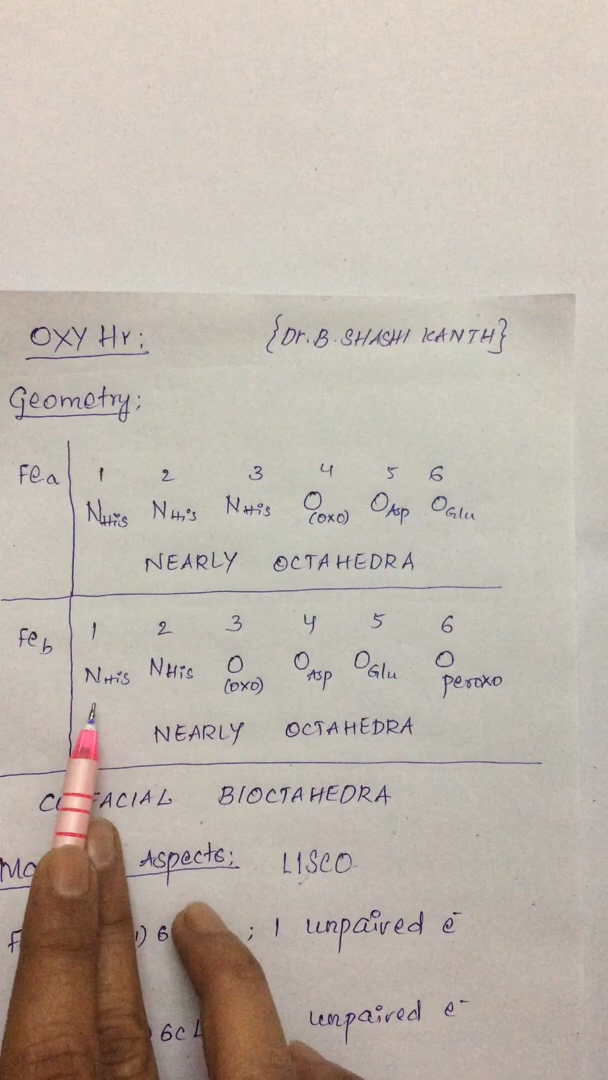 OXY Hr: {Dr. B. SHASHI KANTH}
Geometry:
Fea 1 2 3 4 5 6
NHis NHis NHis O(oxo) OAsp OGlu
NEARLY OCTAHEDRA
Feb 1 2 3 4 5 6
NHis NHis O(oxo) OAsp OGlu Operoxo
NEARLY OCTAHEDRA
BIOCTAHEDRA
Aspects: LISCO
; 1 unpaired e-
6c unpaired e-